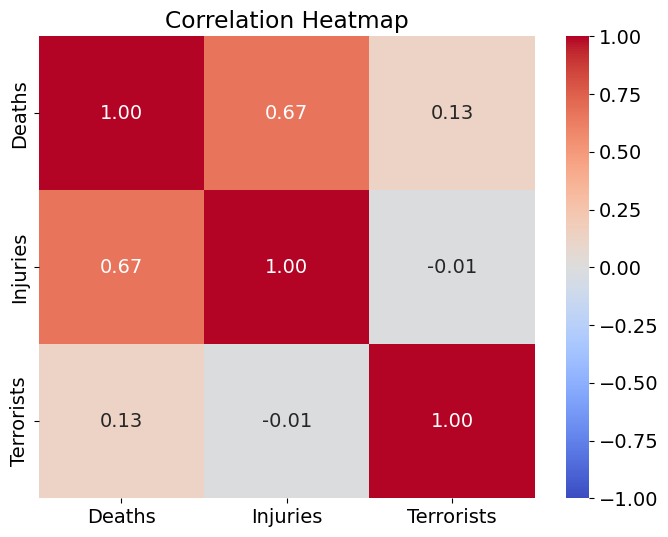 Correlation Heatmap
Deaths
Injuries
Terrorists
1.00 0.67 0.13
0.67 1.00 -0.01
0.13 -0.01 1.00
Deaths Injuries Terrorists
1.00
0.75
0.50
0.25
0.00
−0.25
−0.50
−0.75
−1.00